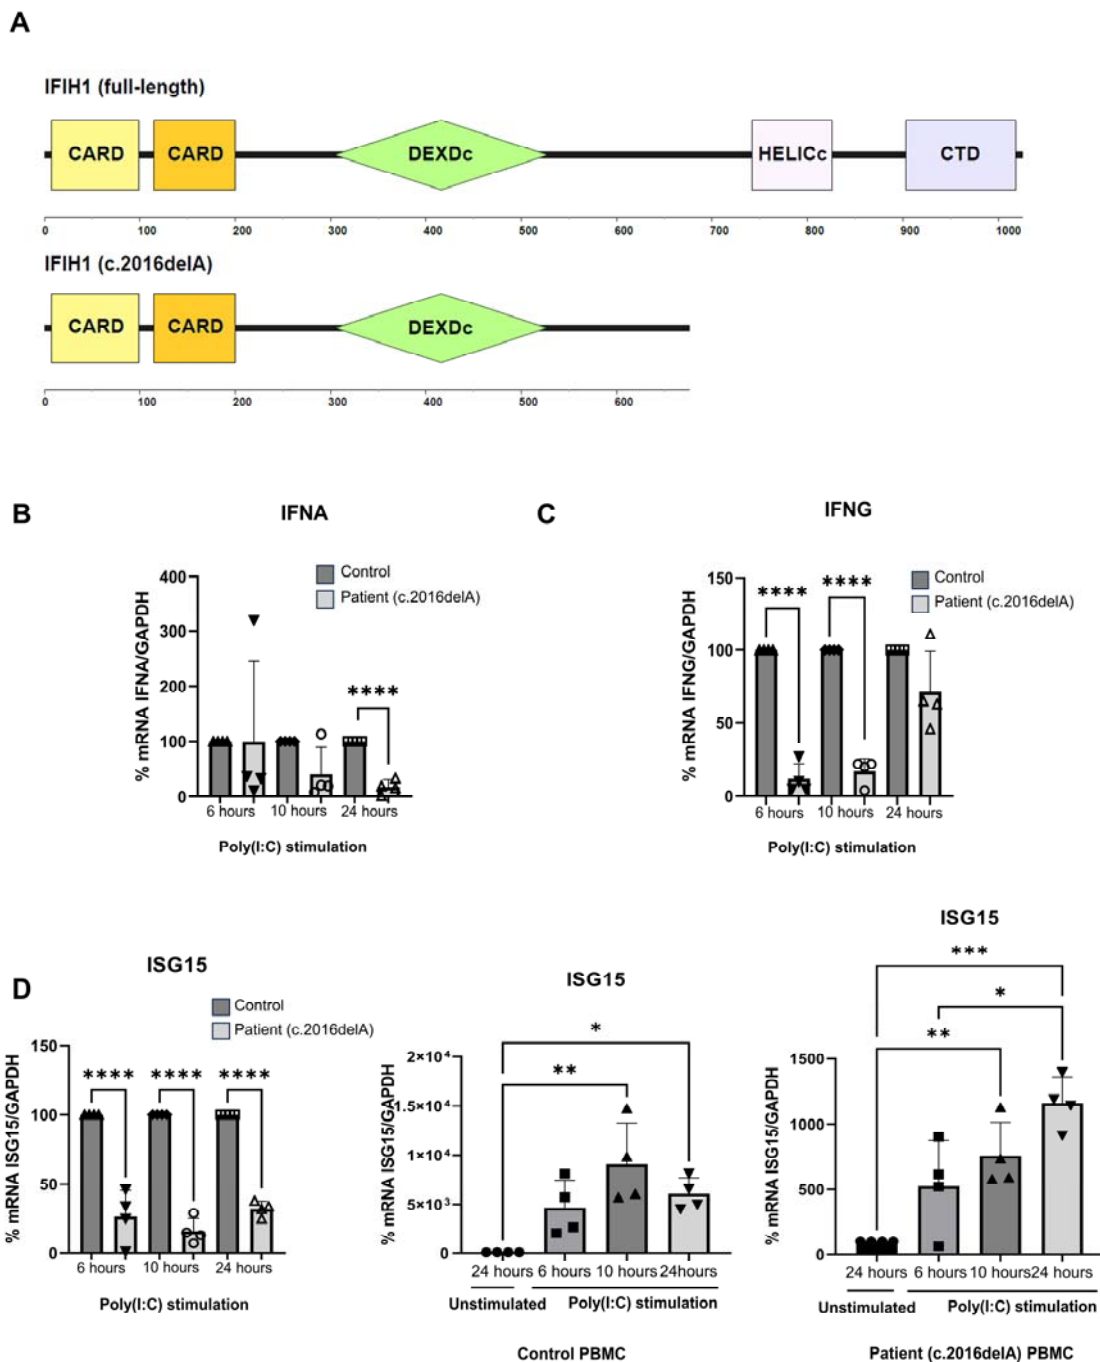 A
IFIH1 (full-length)
CARD CARD DEXDc HELICc CTD
0 100 200 300 400 500 600 700 800 900 1000
IFIH1 (c.2016delA)
CARD CARD DEXDc
0 100 200 300 400 500 600
B
IFNA
Control
Patient (c.2016delA)
% mRNA IFNA/GAPDH
400
300
200
100
0
****
6 hours 10 hours 24 hours
Poly(I:C) stimulation
C
IFNG
Control
Patient (c.2016delA)
% mRNA IFNG/GAPDH
150
100
50
0
**** ****
6 hours 10 hours 24 hours
Poly(I:C) stimulation
D
ISG15
Control
Patient (c.2016delA)
% mRNA ISG15/GAPDH
150
100
50
0
**** **** ****
6 hours 10 hours 24 hours
Poly(I:C) stimulation
ISG15
% mRNA ISG15/GAPDH
2×10⁴
1.5×10⁴
1×10⁴
5×10³
0
*
**
24 hours 6 hours 10 hours 24hours
Unstimulated Poly(I:C) stimulation
Control PBMC
ISG15
% mRNA ISG15/GAPDH
1500
1000
500
0
***
*
**
24 hours 6 hours 10 hours 24 hours
Unstimulated Poly(I:C) stimulation
Patient (c.2016delA) PBMC